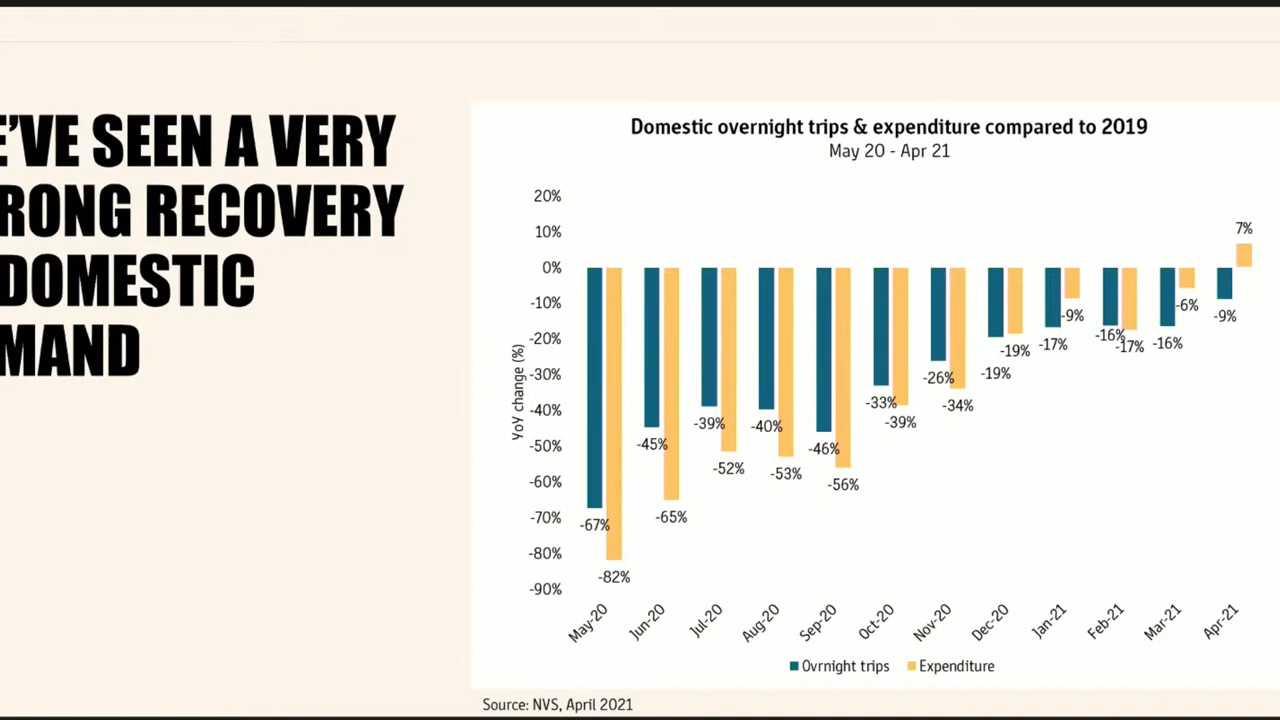 E'VE SEEN A VERY
RONG RECOVERY
DOMESTIC
MAND
Domestic overnight trips & expenditure compared to 2019
May 20 - Apr 21
YoY change (%)
20%
10%
0%
-10%
-20%
-30%
-40%
-50%
-60%
-70%
-80%
-90%
-67%
-82%
-45%
-65%
-39%
-52%
-40%
-53%
-46%
-56%
-33%
-39%
-26%
-34%
-19%
-19%
-17%
-9%
-16%
-17%
-16%
-6%
-9%
7%
May-20
Jun-20
Jul-20
Aug-20
Sep-20
Oct-20
Nov-20
Dec-20
Jan-21
Feb-21
Mar-21
Apr-21
Ovrnight trips
Expenditure
Source: NVS, April 2021